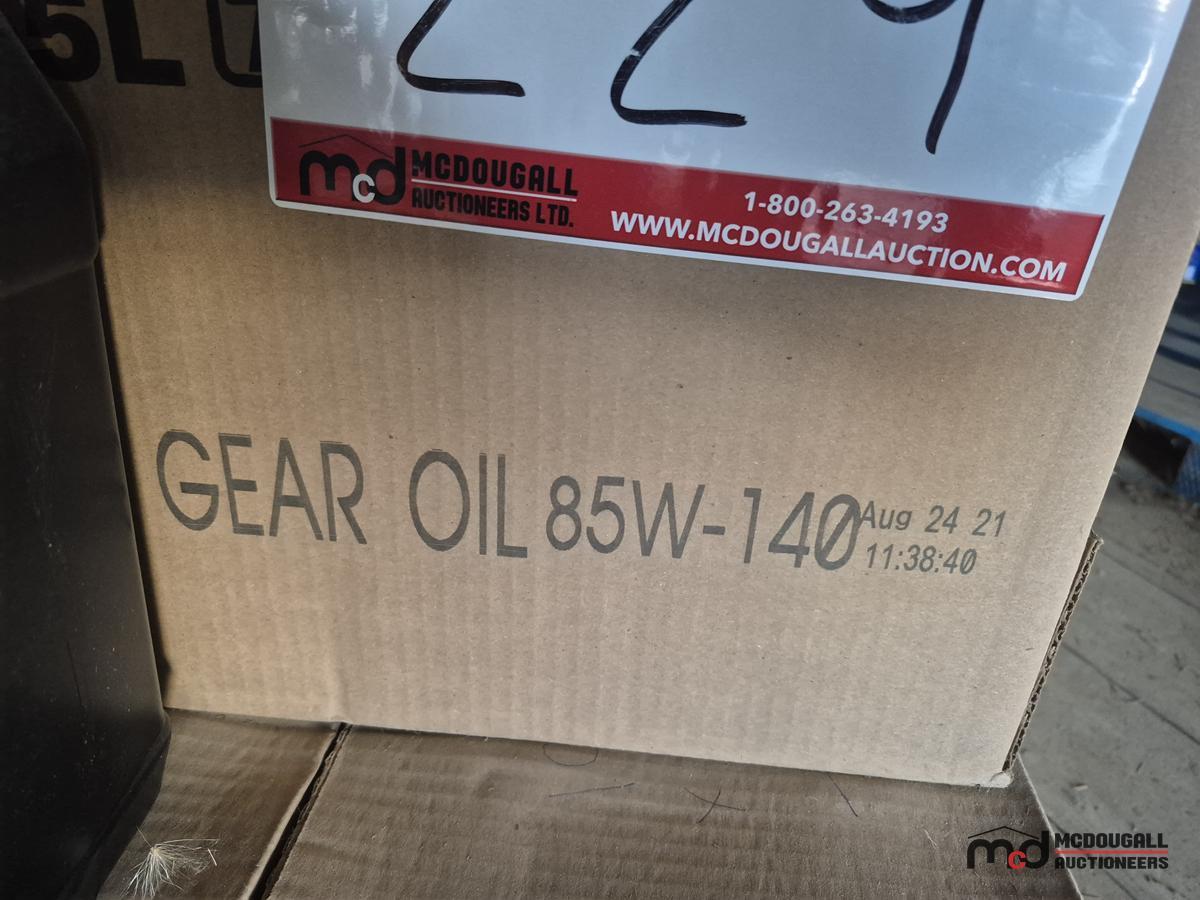 5L
229
mcd MCDOUGALL
AUCTIONEERS LTD.
1-800-263-4193
WWW.MCDOUGALLAUCTION.COM
GEAR OIL 85W-140
Aug 24 21
11:38:40
mcd MCDOUGALL
AUCTIONEERS